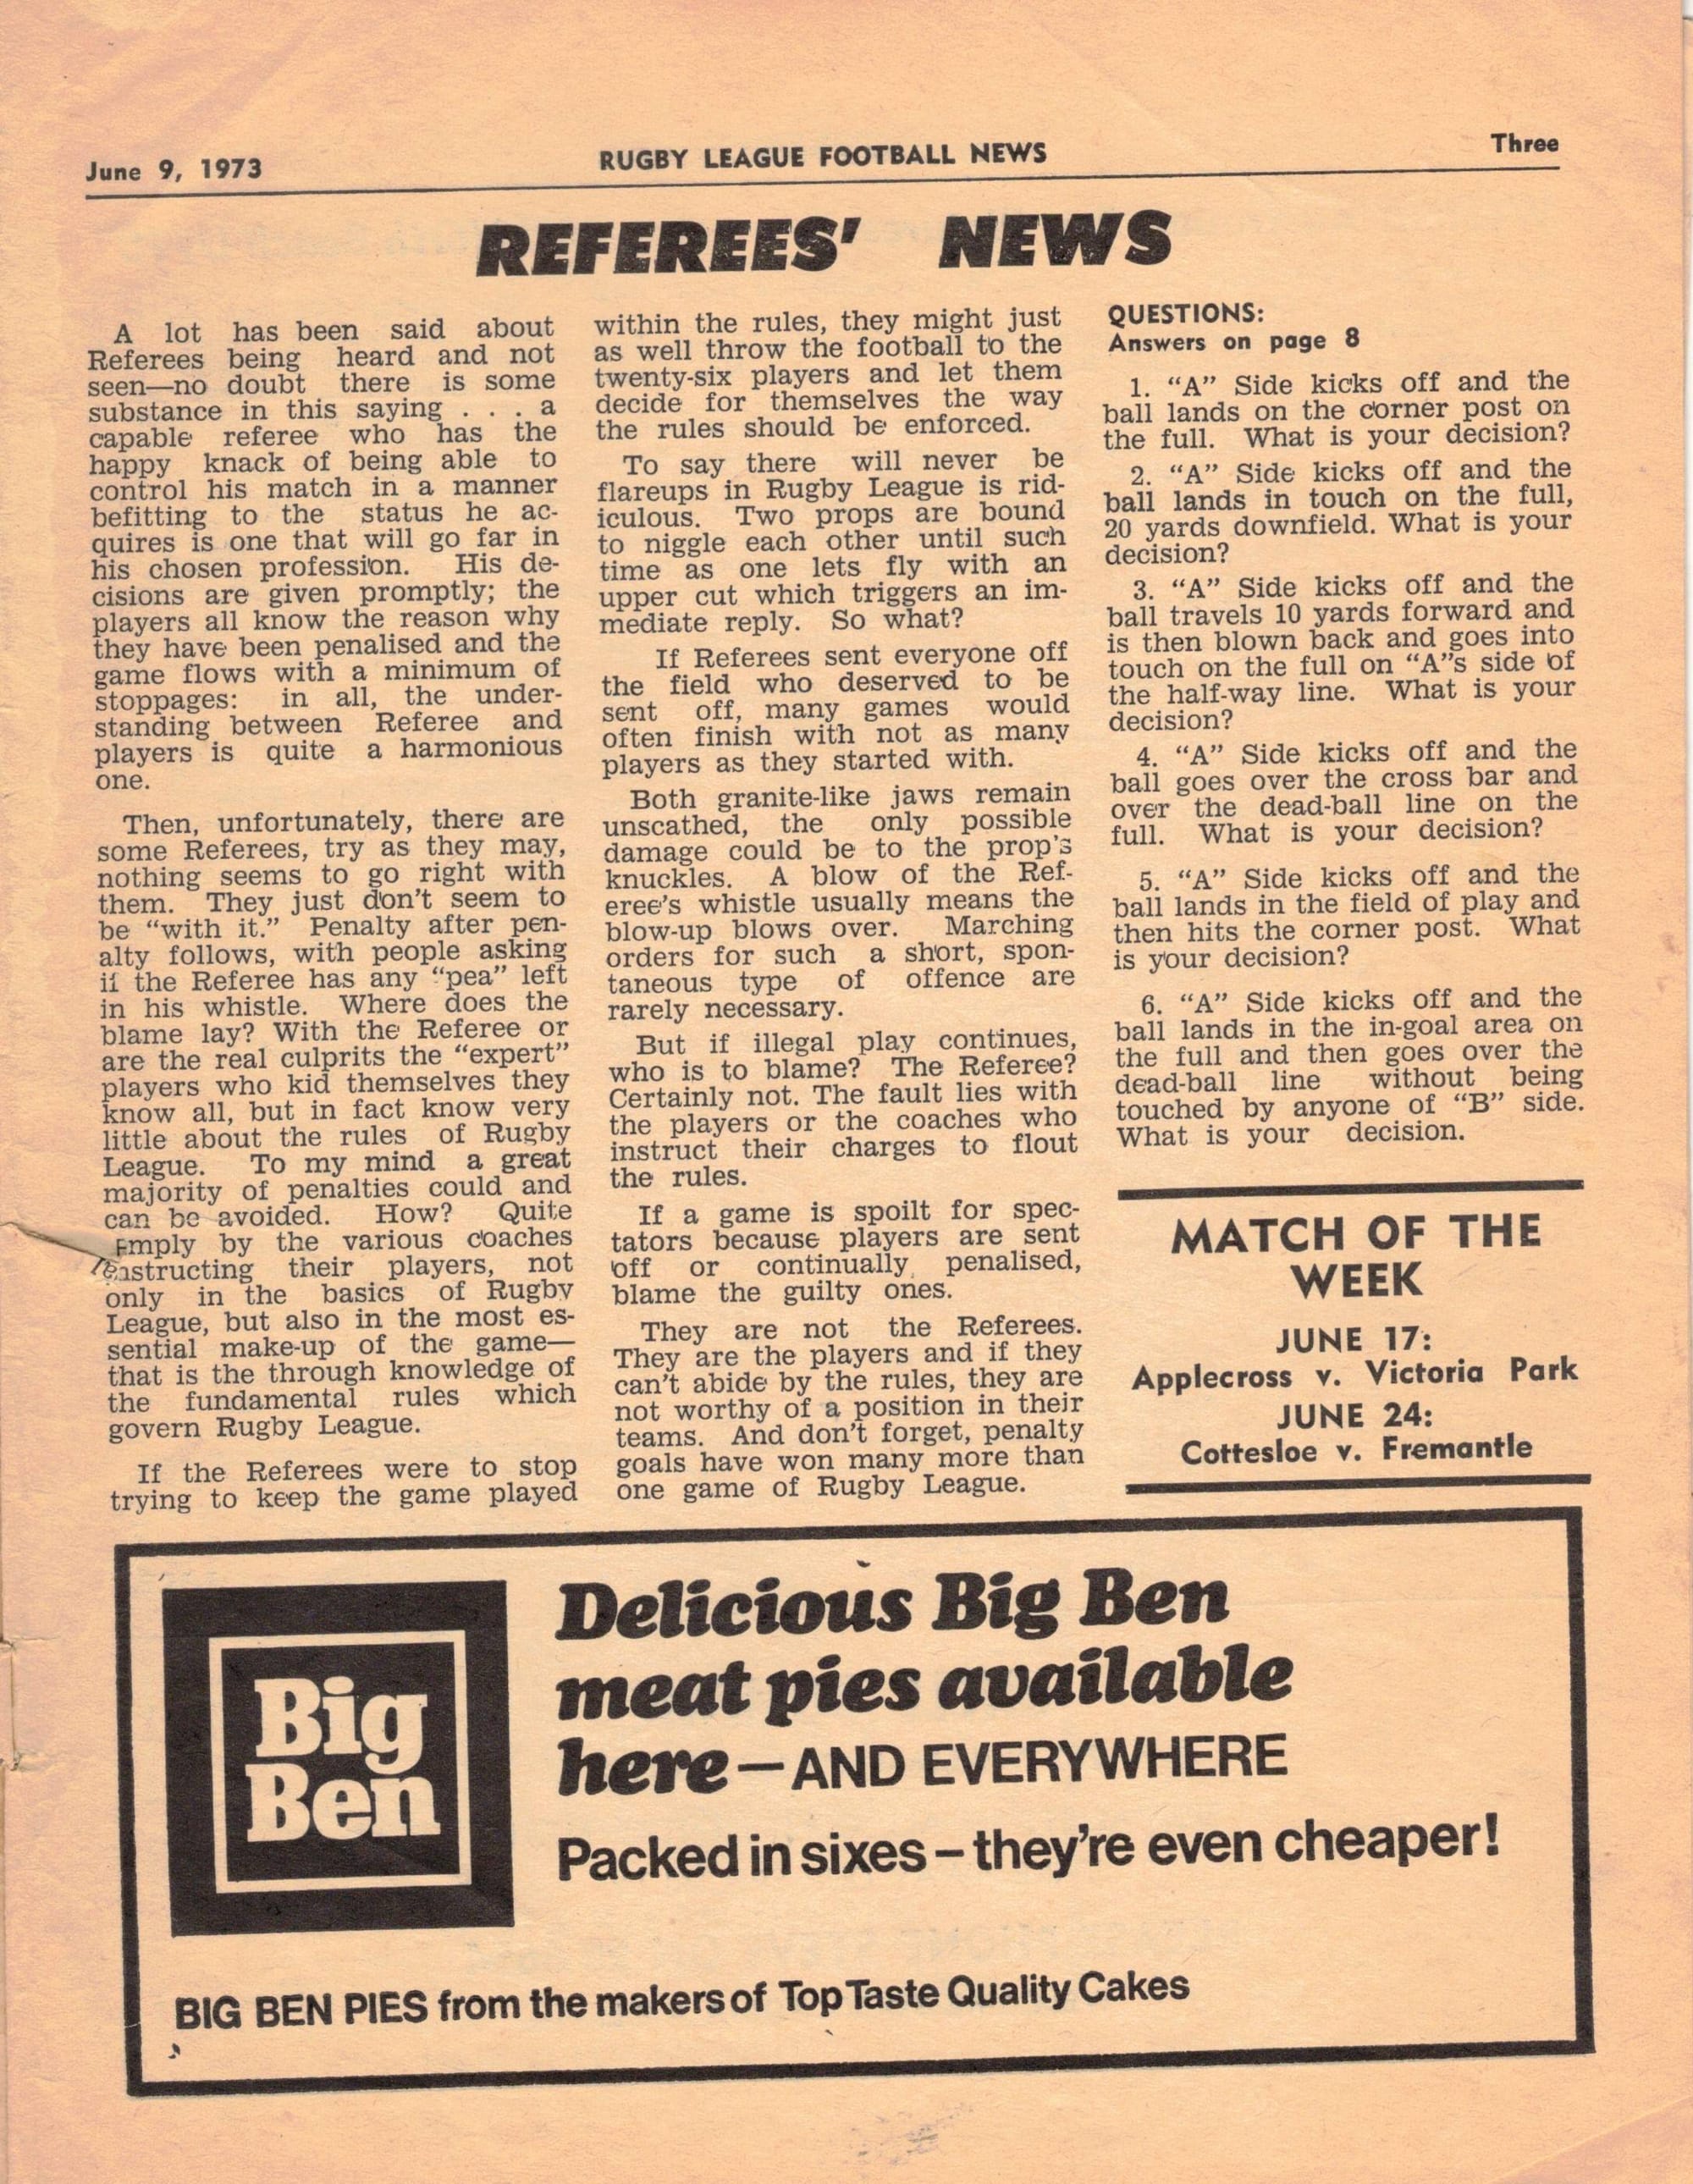 June 9, 1973
RUGBY LEAGUE FOOTBALL NEWS
Three
REFEREES' NEWS
A lot has been said about
Referees being heard and not
seen—no doubt there is some
substance in this saying . . . a
capable referee who has the
happy knack of being able to
control his match in a manner
befitting to the status he ac-
quires is one that will go far in
his chosen profession. His de-
cisions are given promptly; the
players all know the reason why
they have been penalised and the
game flows with a minimum of
stoppages: in all, the under-
standing between Referee and
players is quite a harmonious
one.
Then, unfortunately, there are
some Referees, try as they may,
nothing seems to go right with
them. They just don't seem to
be "with it." Penalty after pen-
alty follows, with people asking
if the Referee has any "pea" left
in his whistle. Where does the
blame lay? With the Referee or
are the real culprits the "expert"
players who kid themselves they
know all, but in fact know very
little about the rules of Rugby
League. To my mind a great
majority of penalties could and
can be avoided. How? Quite
by the various coaches
their players, not
only in the basics of Rugby
League, but also in the most es-
sential make-up of the game—
that is the through knowledge of
the fundamental rules which
govern Rugby League.
If the Referees were to stop
trying to keep the game played
within the rules, they might just
as well throw the football to the
twenty-six players and let them
decide for themselves the way
the rules should be enforced.
To say there will never be
flareups in Rugby League is rid-
iculous. Two props are bound
to niggle each other until such
time as one lets fly with an
upper cut which triggers an im-
mediate reply. So what?
If Referees sent everyone off
the field who deserved to be
sent off, many games would
often finish with not as many
players as they started with.
Both granite-like jaws remain
unscathed, the only possible
damage could be to the prop's
knuckles. A blow of the Ref-
eree's whistle usually means the
blow-up blows over. Marching
orders for such a short, spon-
taneous type of offence are
rarely necessary.
But if illegal play continues,
who is to blame? The Referee?
Certainly not. The fault lies with
the players or the coaches who
instruct their charges to flout
the rules.
If a game is spoilt for spec-
tators because players are sent
off or continually penalised,
blame the guilty ones.
They are not the Referees.
They are the players and if they
can't abide by the rules, they are
not worthy of a position in their
teams. And don't forget, penalty
goals have won many more than
one game of Rugby League.
QUESTIONS:
Answers on page 8
1. "A" Side kicks off and the
ball lands on the corner post on
the full. What is your decision?
2. "A" Side kicks off and the
ball lands in touch on the full,
20 yards downfield. What is your
decision?
3. "A" Side kicks off and the
ball travels 10 yards forward and
is then blown back and goes into
touch on the full on "A"s side of
the half-way line. What is your
decision?
4. "A" Side kicks off and the
ball goes over the cross bar and
over the dead-ball line on the
full. What is your decision?
5. "A" Side kicks off and the
ball lands in the field of play and
then hits the corner post. What
is your decision?
6. "A" Side kicks off and the
ball lands in the in-goal area on
the full and then goes over the
dead-ball line without being
touched by anyone of "B" side.
What is your decision.
MATCH OF THE
WEEK
JUNE 17:
Applecross v. Victoria Park
JUNE 24:
Cottesloe v. Fremantle
Big
Ben
Delicious Big Ben
meat pies available
here – AND EVERYWHERE
Packed in sixes – they're even cheaper!
BIG BEN PIES from the makers of Top Taste Quality Cakes